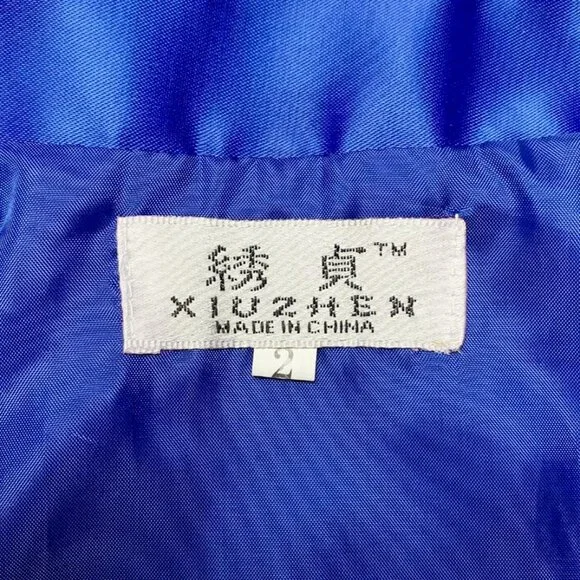 綉 貞™
XIUZHEN
MADE IN CHINA
2